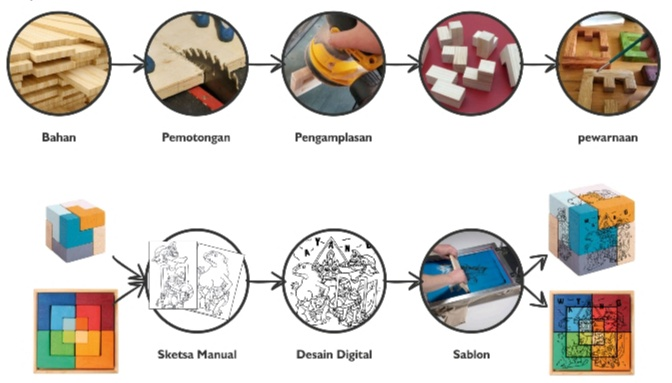 Bahan
Pemotongan
Pengamplasan
pewarnaan
A Y A N G
Sketsa Manual
Desain Digital
Sablon
W Y N G